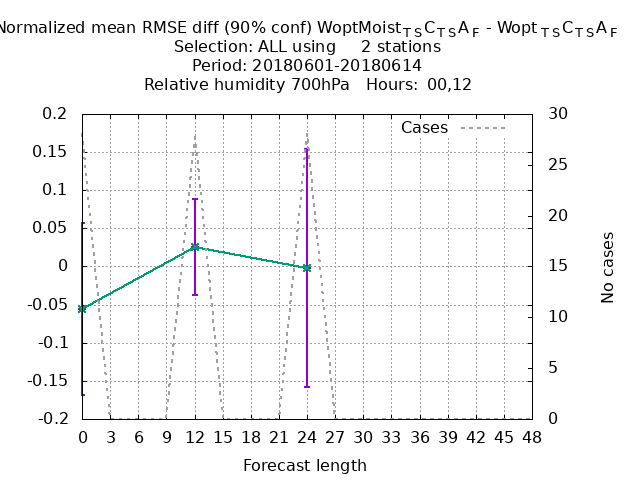 Normalized mean RMSE diff (90% conf) WoptMoistTSCTSAF - WoptTSCTSAF
Selection: ALL using 2 stations
Period: 20180601-20180614
Relative humidity 700hPa Hours: 00,12
Cases
0.2
0.15
0.1
0.05
0
-0.05
-0.1
-0.15
-0.2
30
25
20
15
10
5
0
No cases
0 3 6 9 12 15 18 21 24 27 30 33 36 39 42 45 48
Forecast length